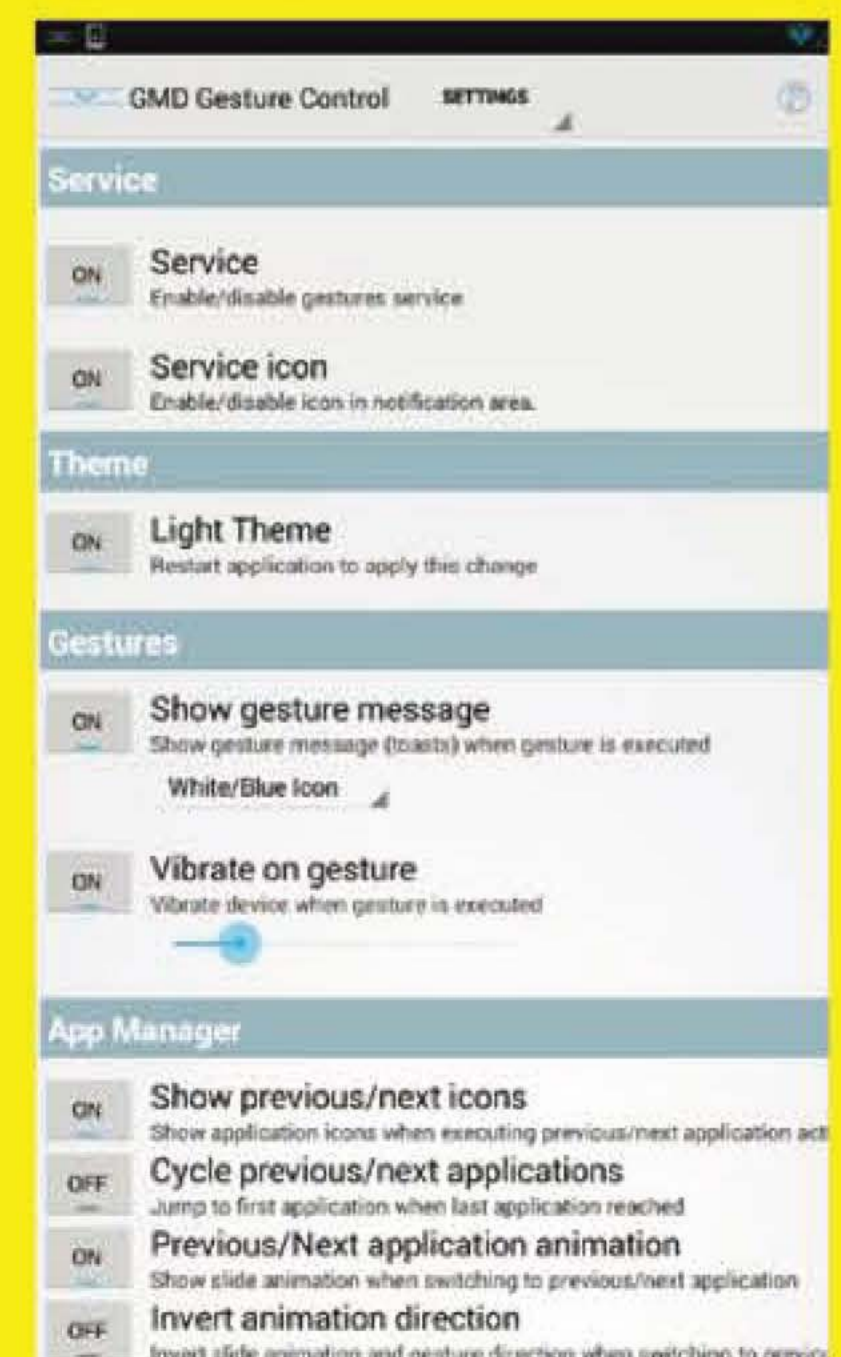 GMD Gesture Control SETTINGS
Service
ON Service
Enable/disable gestures service
ON Service icon
Enable/disable icon in notification area.
Theme
ON Light Theme
Restart application to apply this change
Gestures
ON Show gesture message
Show gesture message (toasts) when gesture is executed
White/Blue Icon
ON Vibrate on gesture
Vibrate device when gesture is executed
App Manager
ON Show previous/next icons
Show application icons when executing previous/next application act
OFF Cycle previous/next applications
Jump to first application when last application reached
ON Previous/Next application animation
Show slide animation when switching to previous/next application
OFF Invert animation direction
Invert slide animation and gesture direction when switching to